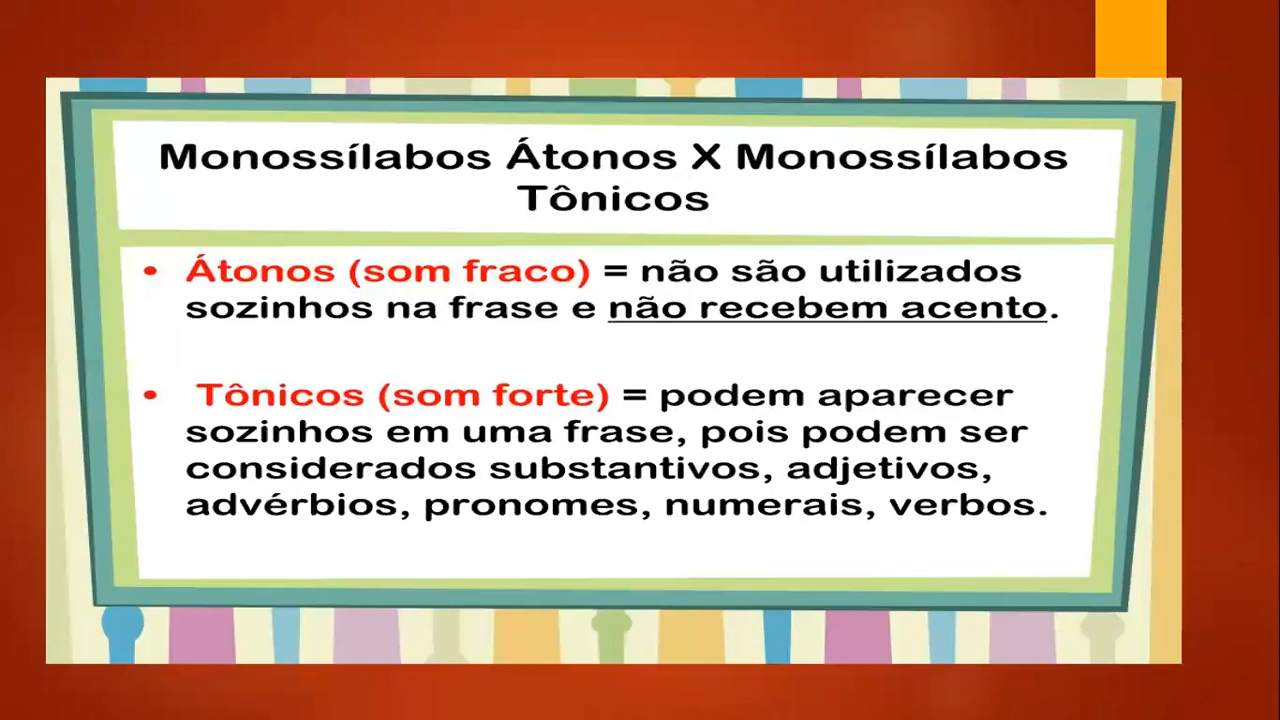 Monossílabos Átonos X Monossílabos
Tônicos
• Átonos (som fraco) = não são utilizados
sozinhos na frase e não recebem acento.
• Tônicos (som forte) = podem aparecer
sozinhos em uma frase, pois podem ser
considerados substantivos, adjetivos,
advérbios, pronomes, numerais, verbos.